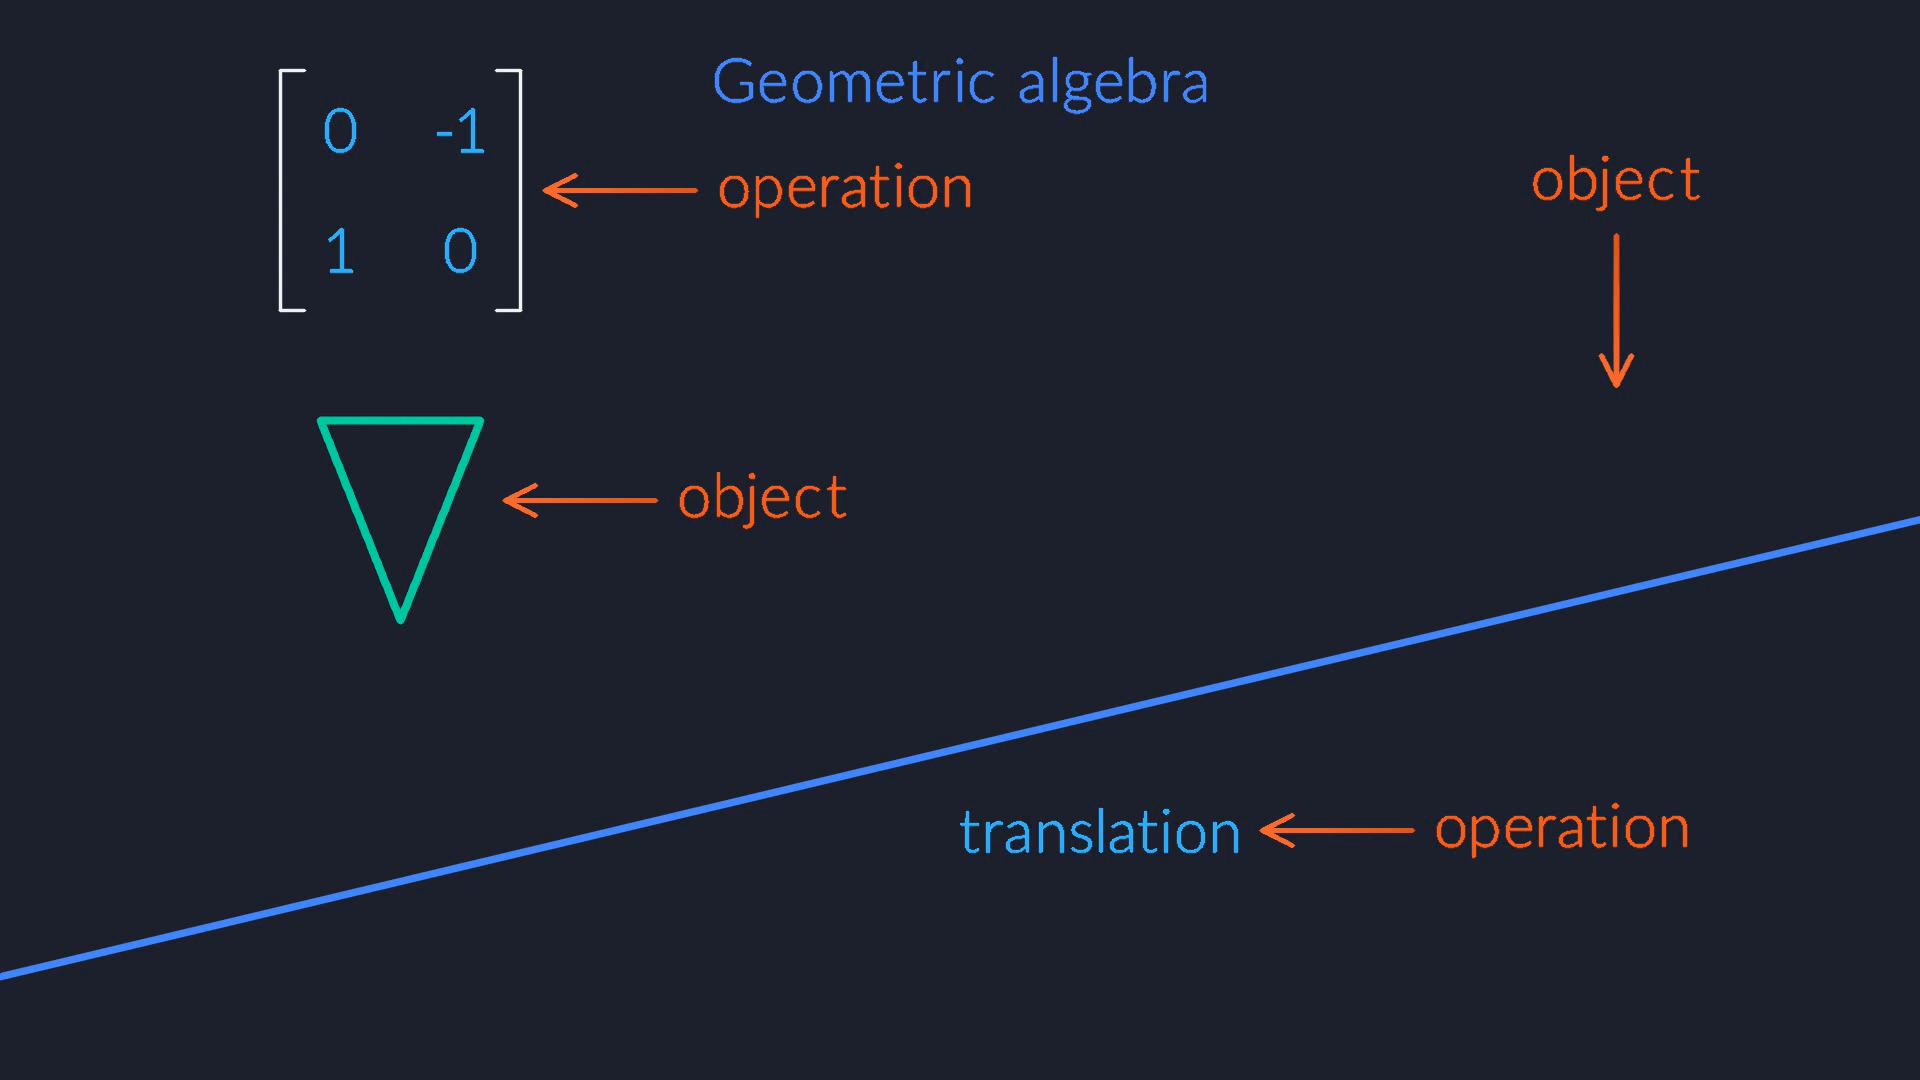 Geometric algebra
0 -1
1 0
operation
object
object
translation
operation